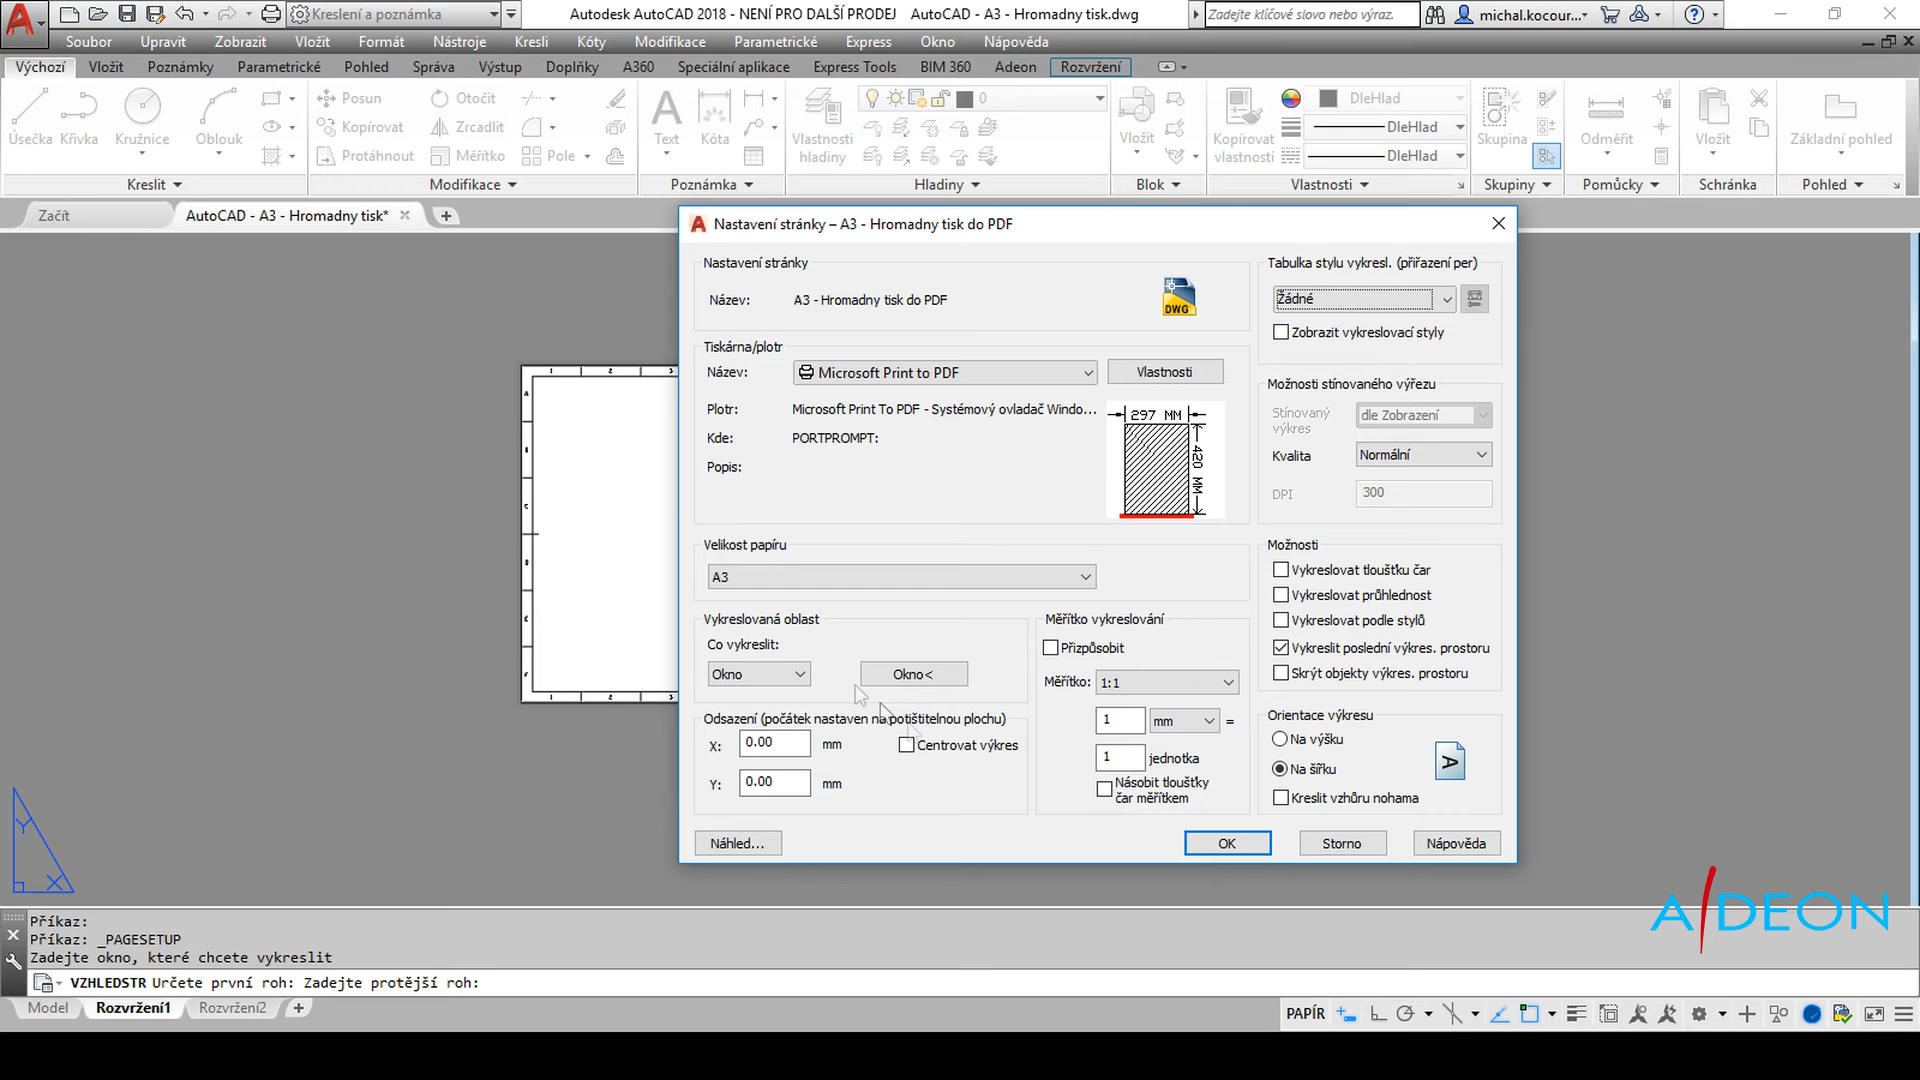 Kreslení a poznámka
Autodesk AutoCAD 2018 - NENÍ PRO DALŠÍ PRODEJ AutoCAD - A3 - Hromadny tisk.dwg
Zadejte klíčové slovo nebo výraz.
michal.kocour...
Soubor Upravit Zobrazit Vložit Formát Nástroje Kresli Kóty Modifikace Parametrické Express Okno Nápověda
Výchozí Vložit Poznámky Parametrické Pohled Správa Výstup Doplňky A360 Speciální aplikace Express Tools BIM 360 Adeon Rozvržení
Úsečka Křivka Kružnice Oblouk
Posun Otočit
Kopírovat Zrcadlit
Protáhnout Měřítko Pole
Text Kóta
Vlastnosti hladiny
0
Vložit
Kopírovat vlastnosti
DleHlad
DleHlad
DleHlad
Skupina
Odměřit
Vložit
Základní pohled
Kreslit Modifikace Poznámka Hladiny Blok Vlastnosti Skupiny Pomůcky Schránka Pohled
Začít AutoCAD - A3 - Hromadny tisk*
Nastavení stránky – A3 - Hromadny tisk do PDF
Nastavení stránky
Název: A3 - Hromadny tisk do PDF
DWG
Tiskárna/plotr
Název: Microsoft Print to PDF Vlastnosti
Plotr: Microsoft Print To PDF - Systémový ovladač Windo...
Kde: PORTPROMPT:
Popis:
297 MM
420 MM
Velikost papíru
A3
Vykreslovaná oblast
Co vykreslit:
Okno Okno<
Odsazení (počátek nastaven na potištitelnou plochu)
X: 0.00 mm Centrovat výkres
Y: 0.00 mm
Měřítko vykreslování
Přizpůsobit
Měřítko: 1:1
1 mm =
1 jednotka
Násobit tloušťky
čar měřítkem
Tabulka stylu vykresl. (přiřazení per)
Žádné
Zobrazit vykreslovací styly
Možnosti stínovaného výřezu
Stínovaný
výkres
dle Zobrazení
Kvalita Normální
DPI 300
Možnosti
Vykreslovat tloušťku čar
Vykreslovat průhlednost
Vykreslovat podle stylů
Vykreslit poslední výkres. prostoru
Skrýt objekty výkres. prostoru
Orientace výkresu
Na výšku
Na šířku
A
Kreslit vzhůru nohama
Náhled... OK Storno Nápověda
Y
X
ADEON
Příkaz:
Příkaz: _PAGESETUP
Zadejte okno, které chcete vykreslit
VZHLEDSTR Určete první roh: Zadejte protější roh:
Model Rozvržení1 Rozvržení2
PAPÍR